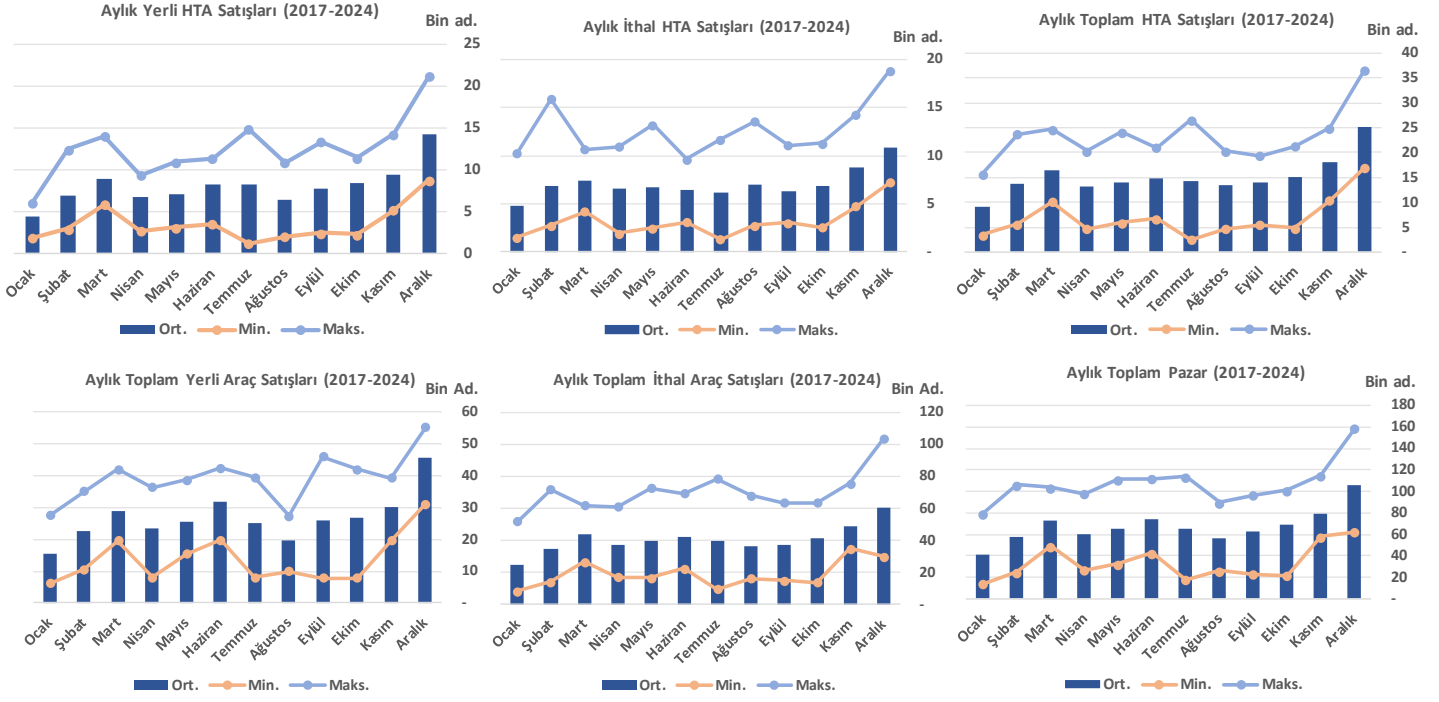 Aylık Yerli HTA Satışları (2017-2024)
Bin ad.
25
20
15
10
5
0
Ocak
Şubat
Mart
Nisan
Mayıs
Haziran
Temmuz
Ağustos
Eylül
Ekim
Kasım
Aralık
Ort. Min. Maks.
Aylık İthal HTA Satışları (2017-2024)
Bin ad.
20
15
10
5
-
Ocak
Şubat
Mart
Nisan
Mayıs
Haziran
Temmuz
Ağustos
Eylül
Ekim
Kasım
Aralık
Ort. Min. Maks.
Aylık Toplam HTA Satışları (2017-2024)
Bin ad.
40
35
30
25
20
15
10
5
-
Ocak
Şubat
Mart
Nisan
Mayıs
Haziran
Temmuz
Ağustos
Eylül
Ekim
Kasım
Aralık
Ort. Min. Maks.
Aylık Toplam Yerli Araç Satışları (2017-2024)
Bin Ad.
60
50
40
30
20
10
-
Ocak
Şubat
Mart
Nisan
Mayıs
Haziran
Temmuz
Ağustos
Eylül
Ekim
Kasım
Aralık
Ort. Min. Maks.
Aylık Toplam İthal Araç Satışları (2017-2024)
Bin Ad.
120
100
80
60
40
20
-
Ocak
Şubat
Mart
Nisan
Mayıs
Haziran
Temmuz
Ağustos
Eylül
Ekim
Kasım
Aralık
Ort. Min. Maks.
Aylık Toplam Pazar (2017-2024)
Bin ad.
180
160
140
120
100
80
60
40
20
-
Ocak
Şubat
Mart
Nisan
Mayıs
Haziran
Temmuz
Ağustos
Eylül
Ekim
Kasım
Aralık
Ort. Min. Maks.